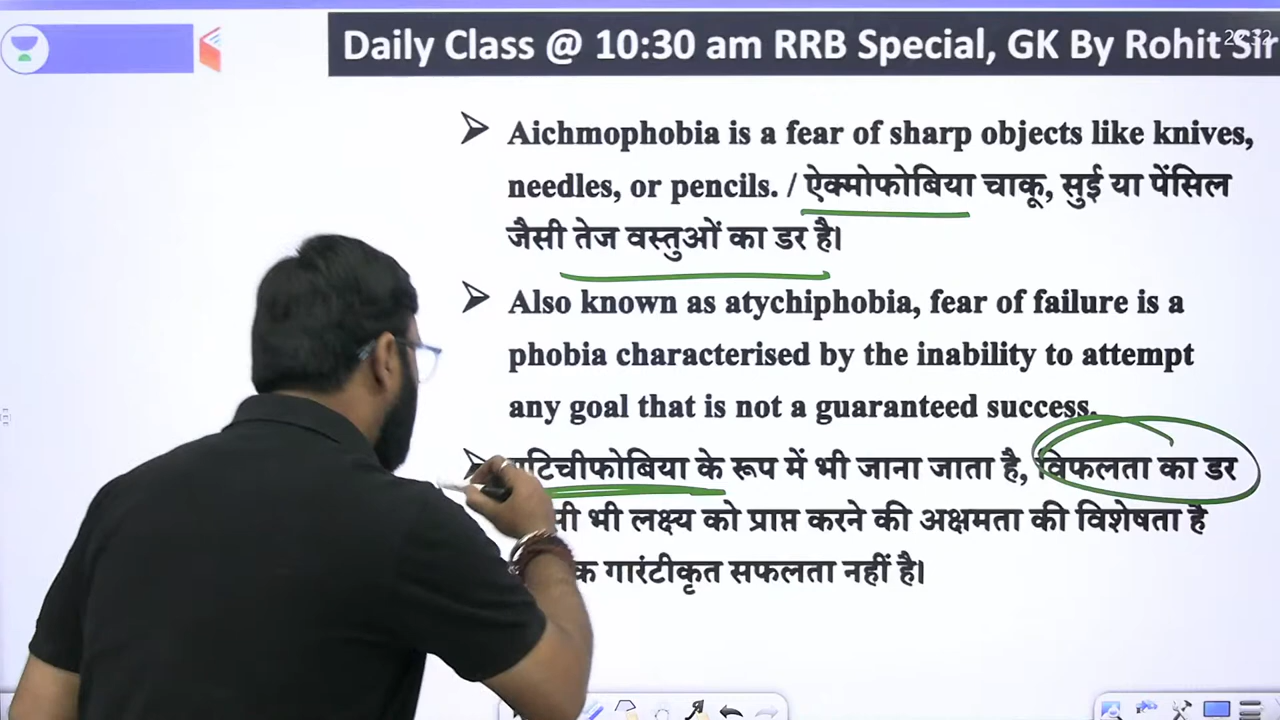 Daily Class @ 10:30 am RRB Special, GK By Rohit Sir
Aichmophobia is a fear of sharp objects like knives,
needles, or pencils. / ऐक्मोफोबिया चाकू, सुई या पेंसिल
जैसी तेज वस्तुओं का डर है।
Also known as atychiphobia, fear of failure is a
phobia characterised by the inability to attempt
any goal that is not a guaranteed success.
के रूप में भी जाना जाता है, विफलता का डर
भी लक्ष्य को प्राप्त करने की अक्षमता की विशेषता है
गारंटीकृत सफलता नहीं है।